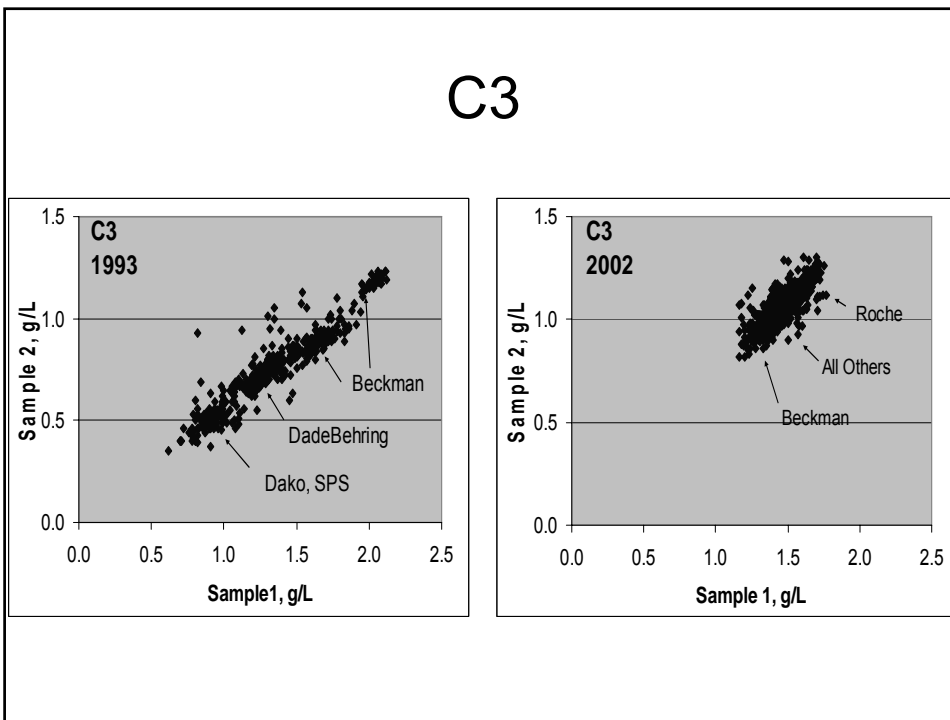 C3
C3
1993
1.5
1.0
0.5
0.0
Sample 2, g/L
Beckman
DadeBehring
Dako, SPS
0.0 0.5 1.0 1.5 2.0 2.5
Sample1, g/L
C3
2002
1.5
1.0
0.5
0.0
Sample 2, g/L
Roche
All Others
Beckman
0.0 0.5 1.0 1.5 2.0 2.5
Sample 1, g/L